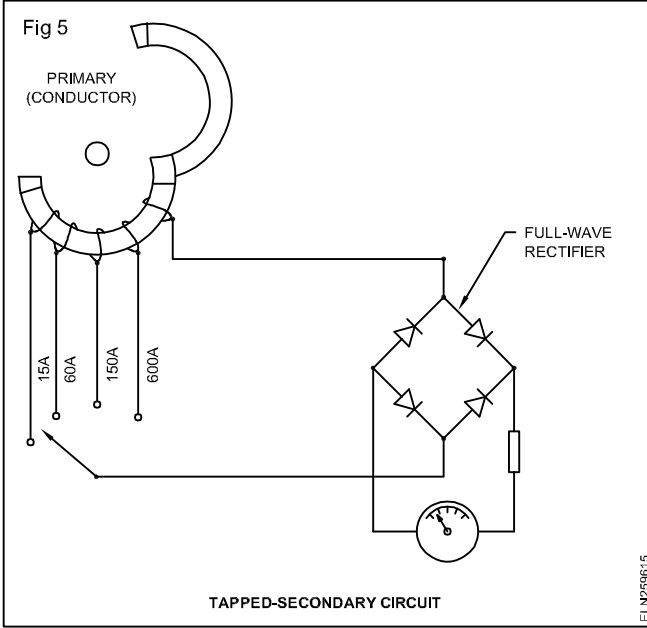 Fig 5
PRIMARY
(CONDUCTOR)
FULL-WAVE
RECTIFIER
15A
60A
150A
600A
TAPPED-SECONDARY CIRCUIT
ELN259615